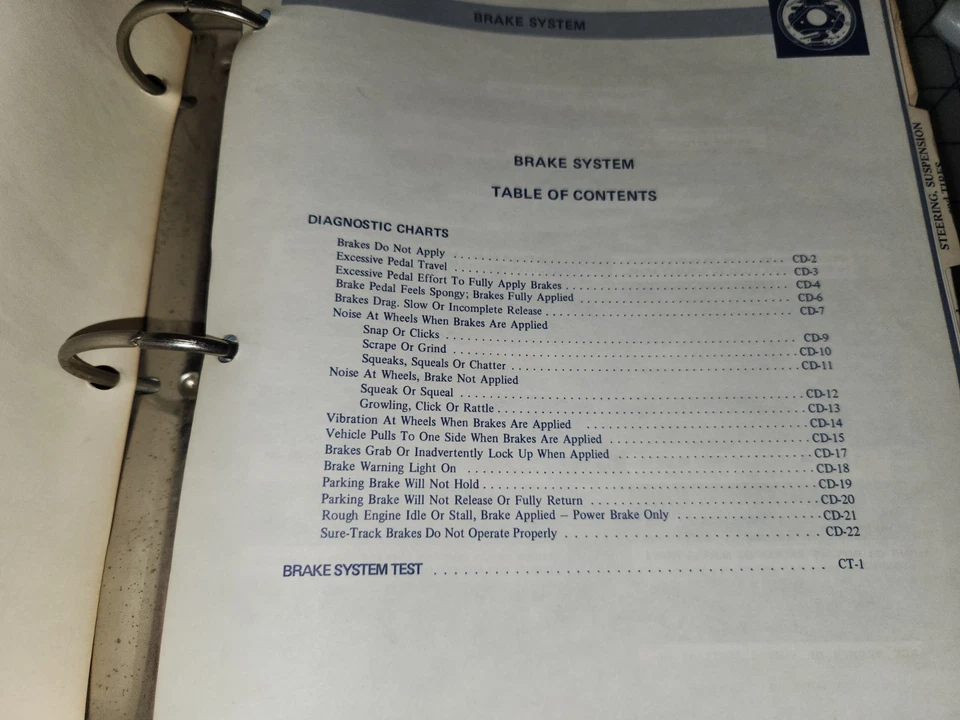 BRAKE SYSTEM
BRAKE SYSTEM
TABLE OF CONTENTS
DIAGNOSTIC CHARTS
Brakes Do Not Apply . . . . . . . . . . CD-2
Excessive Pedal Travel . . . . . . . . . . CD-3
Excessive Pedal Effort To Fully Apply Brakes . . . . . . . . . . CD-4
Brake Pedal Feels Spongy; Brakes Fully Applied . . . . . . . . . . CD-6
Brakes Drag. Slow Or Incomplete Release . . . . . . . . . . CD-7
Noise At Wheels When Brakes Are Applied
Snap Or Clicks . . . . . . . . . . CD-9
Scrape Or Grind . . . . . . . . . . CD-10
Squeaks, Squeals Or Chatter . . . . . . . . . . CD-11
Noise At Wheels, Brake Not Applied
Squeak Or Squeal . . . . . . . . . . CD-12
Growling, Click Or Rattle . . . . . . . . . . CD-13
Vibration At Wheels When Brakes Are Applied . . . . . . . . . . CD-14
Vehicle Pulls To One Side When Brakes Are Applied . . . . . . . . . . CD-15
Brakes Grab Or Inadvertently Lock Up When Applied . . . . . . . . . . CD-17
Brake Warning Light On . . . . . . . . . . CD-18
Parking Brake Will Not Hold . . . . . . . . . . CD-19
Parking Brake Will Not Release Or Fully Return . . . . . . . . . . CD-20
Rough Engine Idle Or Stall, Brake Applied – Power Brake Only . . . . . . . . . . CD-21
Sure-Track Brakes Do Not Operate Properly . . . . . . . . . . CD-22
BRAKE SYSTEM TEST . . . . . . . . . . CT-1
STEERING, SUSPENSION
TIRES